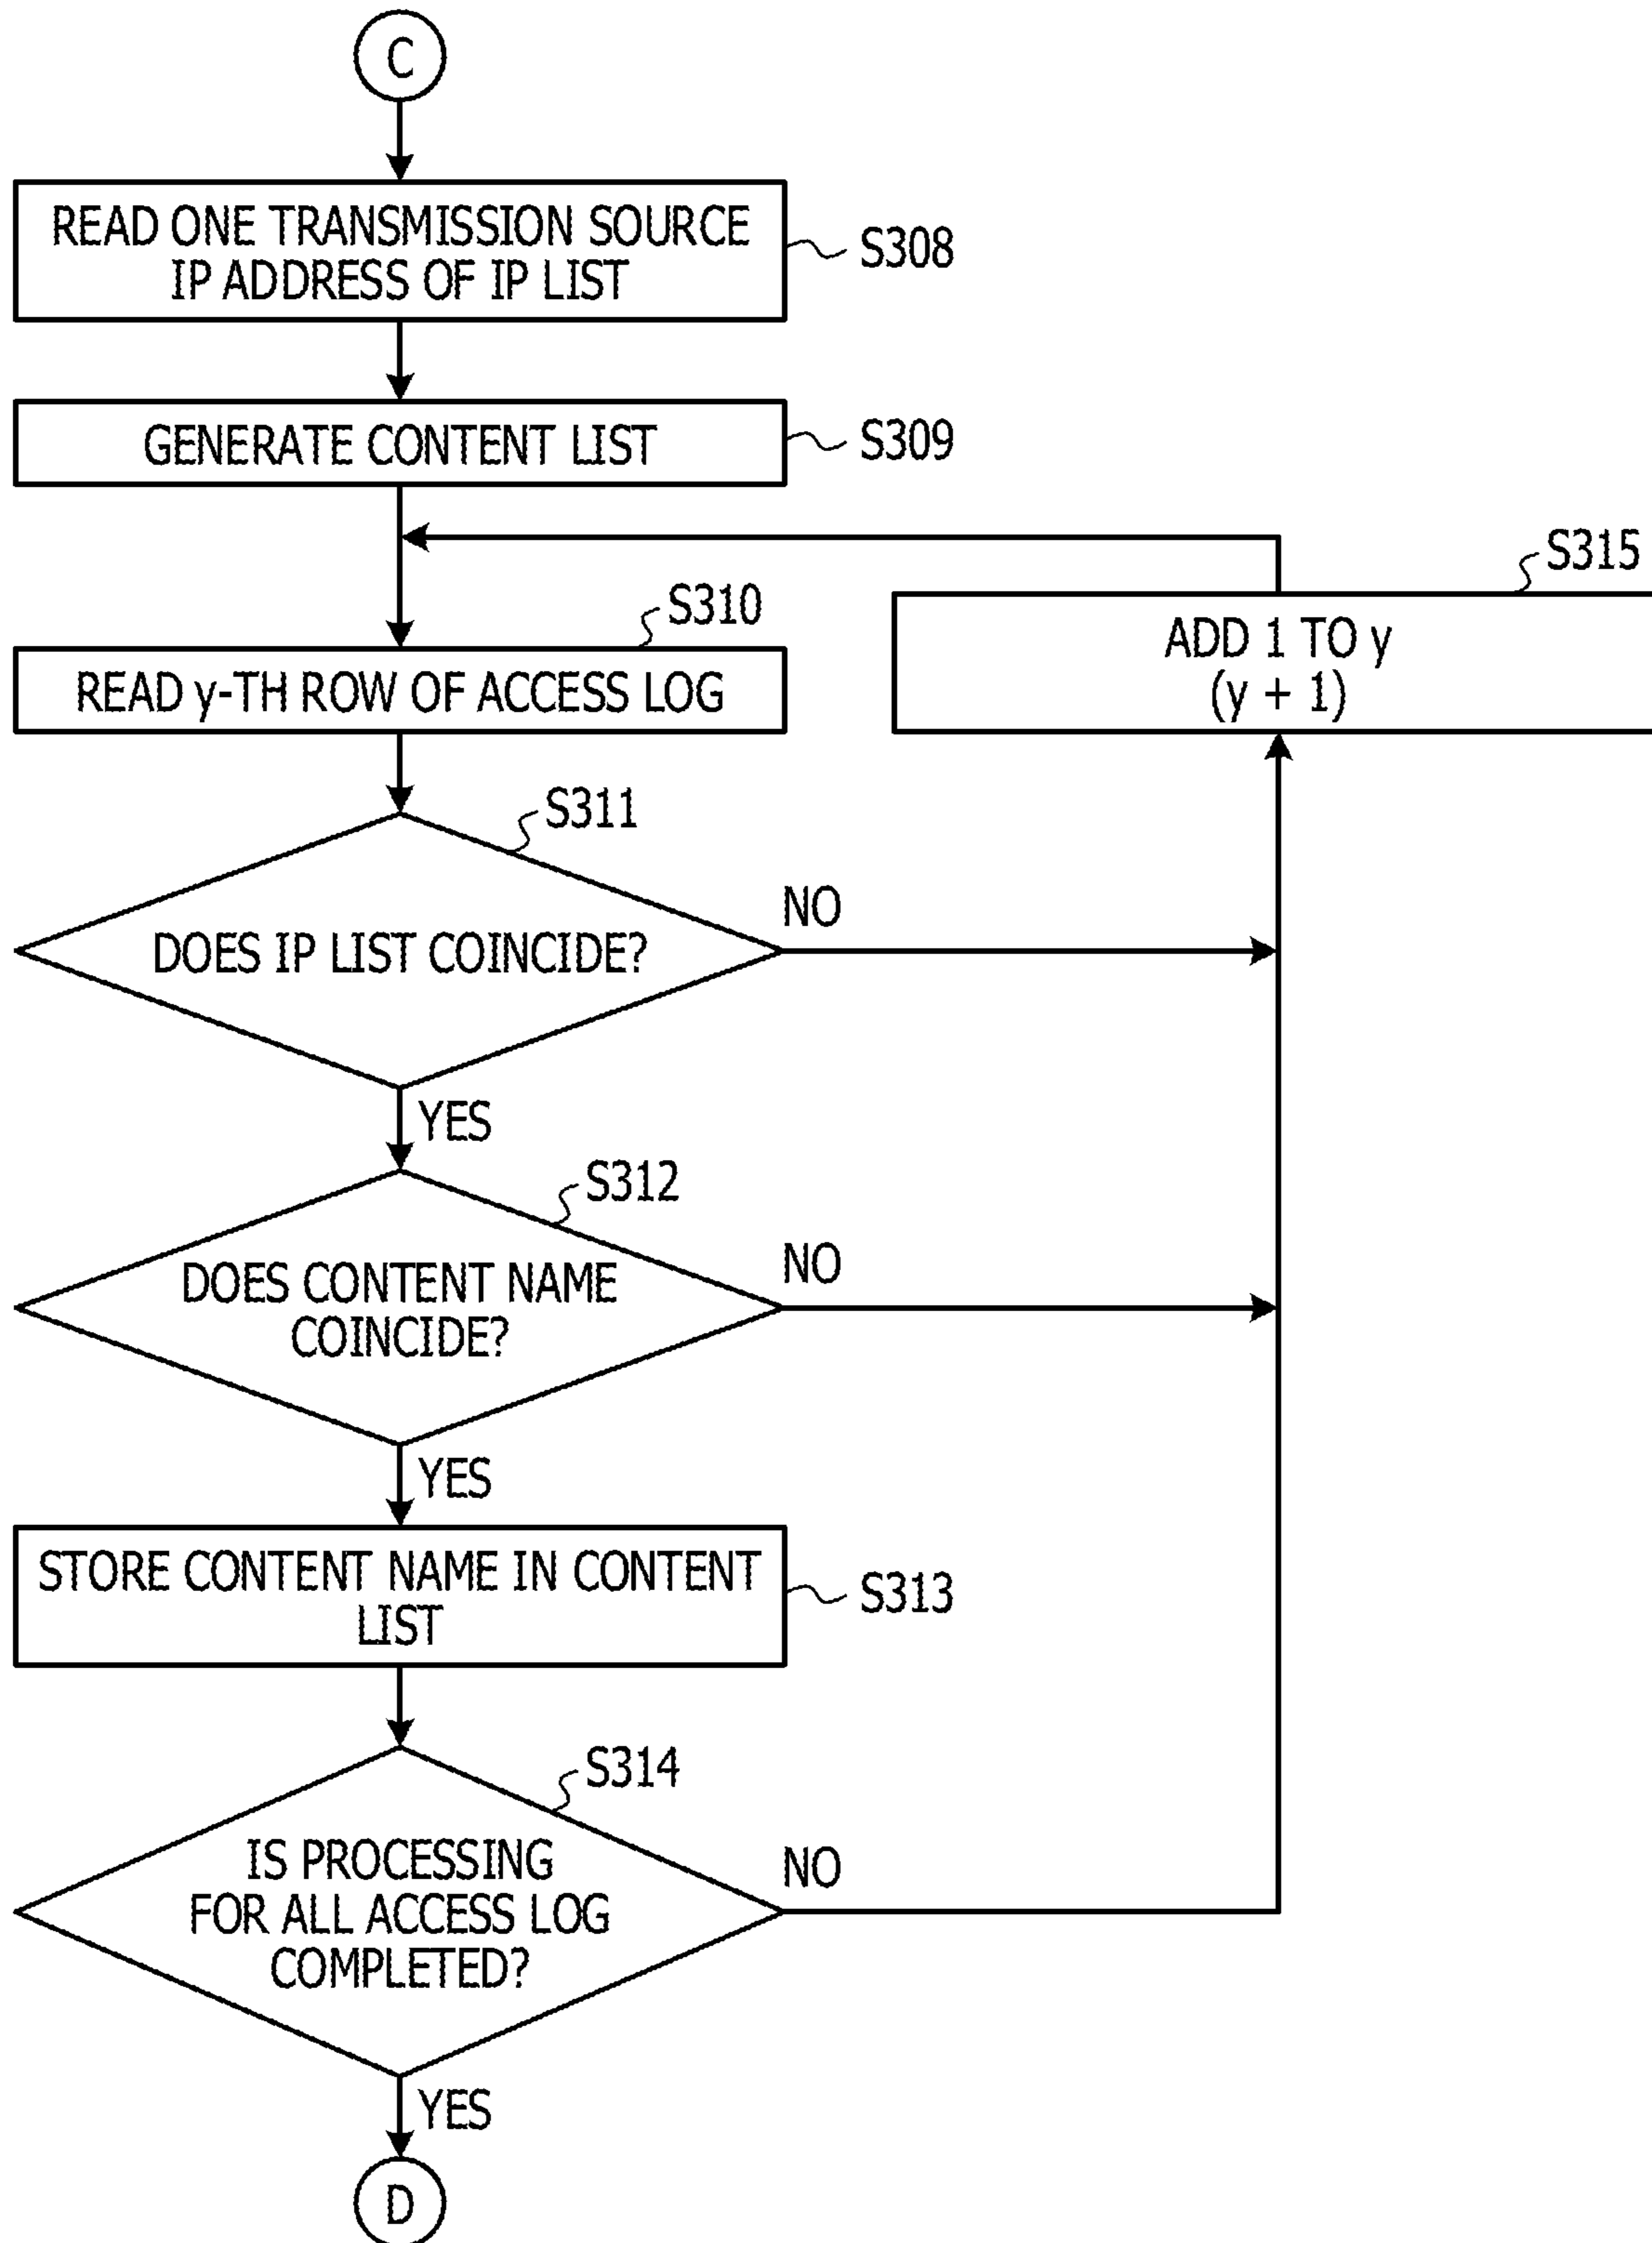 C
READ ONE TRANSMISSION SOURCE
IP ADDRESS OF IP LIST
S308
GENERATE CONTENT LIST
S309
S315
ADD 1 TO y
(y + 1)
S310
READ y-TH ROW OF ACCESS LOG
S311
DOES IP LIST COINCIDE?
NO
YES
S312
DOES CONTENT NAME
COINCIDE?
NO
YES
STORE CONTENT NAME IN CONTENT
LIST
S313
S314
IS PROCESSING
FOR ALL ACCESS LOG
COMPLETED?
NO
YES
D